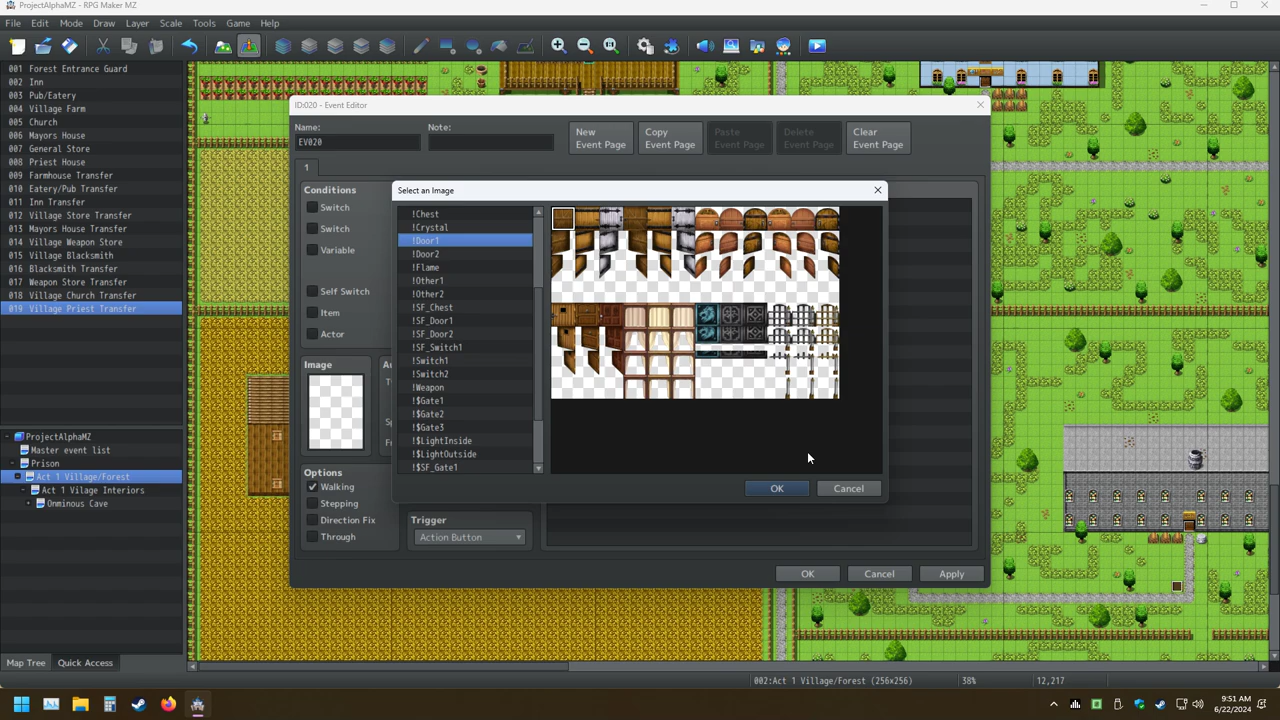 ProjectAlphaMZ - RPG Maker MZ
File Edit Mode Draw Layer Scale Tools Game Help
001 Forest Entrance Guard
002 Inn
003 Pub/Eatery
004 Village Farm
005 Church
006 Mayors House
007 General Store
008 Priest House
009 Farmhouse Transfer
010 Eatery/Pub Transfer
011 Inn Transfer
012 Village Store Transfer
013 Mayors House Transfer
014 Village Weapon Store
015 Village Blacksmith
016 Blacksmith Transfer
017 Weapon Store Transfer
018 Village Church Transfer
019 Village Priest Transfer
ProjectAlphaMZ
Master event list
Prison
Act 1 Village/Forest
Act 1 Vilage Interiors
Onminous Cave
Map Tree Quick Access
ID:020 - Event Editor
Name:
EV020
Note:
New Event Page
Copy Event Page
Paste Event Page
Delete Event Page
Clear Event Page
1
Conditions
Switch
Switch
Variable
Self Switch
Item
Actor
Image
Options
Walking
Stepping
Direction Fix
Through
Trigger
Action Button
OK Cancel Apply
Select an Image
!Chest
!Crystal
!Door1
!Door2
!Flame
!Other1
!Other2
!SF_Chest
!SF_Door1
!SF_Door2
!SF_Switch1
!Switch1
!Switch2
!Weapon
!$Gate1
!$Gate2
!$Gate3
!$LightInside
!$LightOutside
!$SF_Gate1
OK Cancel
002:Act 1 Village/Forest (256x256) 38% 12,217
9:51 AM
6/22/2024